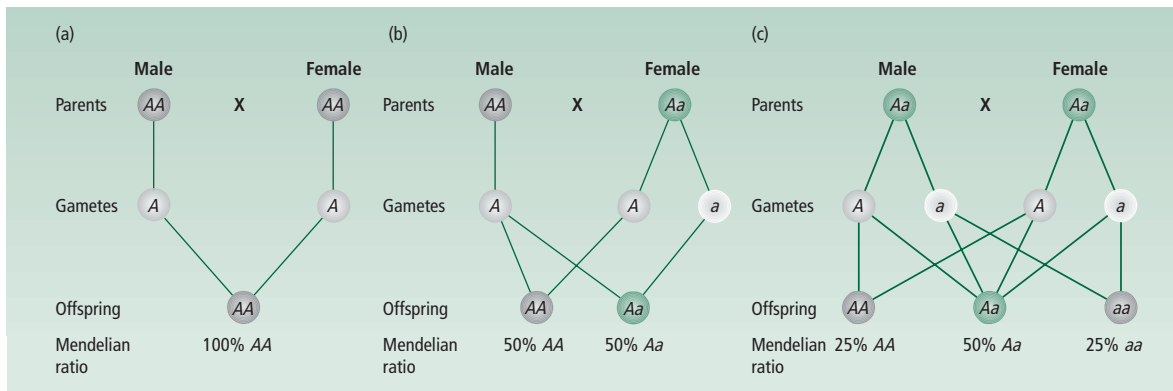 (a)
Male Female
Parents AA X AA
Gametes A A
Offspring AA
Mendelian 100% AA
ratio
(b)
Male Female
Parents AA X Aa
Gametes A A a
Offspring AA Aa
Mendelian 50% AA 50% Aa
ratio
(c)
Male Female
Parents Aa X Aa
Gametes A a A a
Offspring AA Aa aa
Mendelian 25% AA 50% Aa 25% aa
ratio